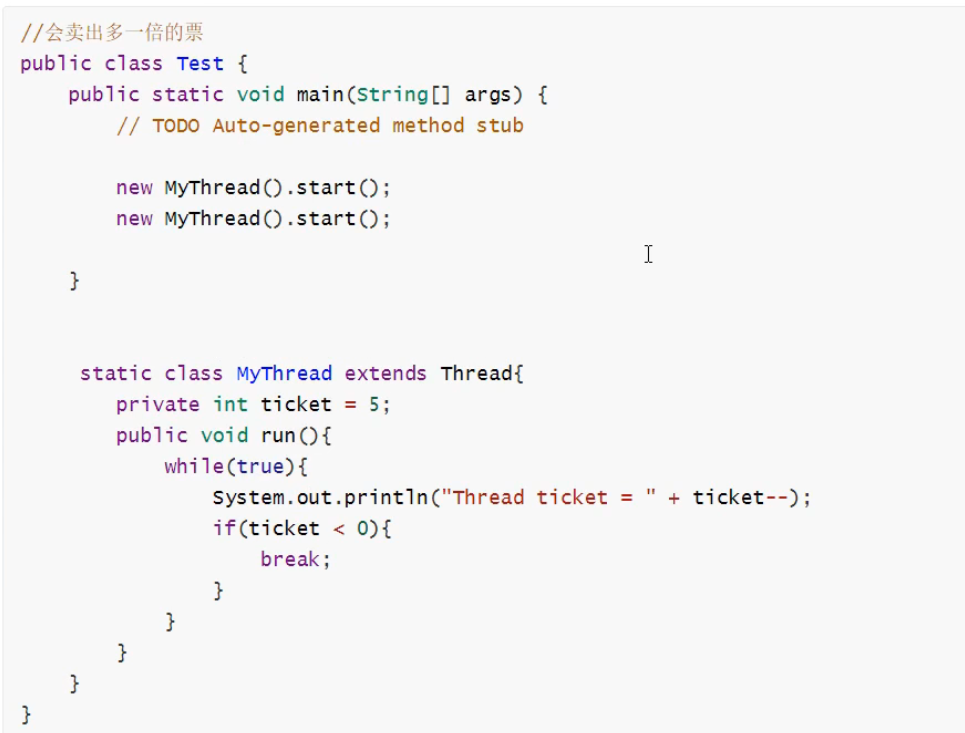 //会卖出多一倍的票
public class Test {
    public static void main(String[] args) {
        // TODO Auto-generated method stub
        new MyThread().start();
        new MyThread().start();
    }
     static class MyThread extends Thread{
        private int ticket = 5;
        public void run(){
            while(true){
                System.out.println("Thread ticket = " + ticket--);
                if(ticket < 0){
                    break;
                }
            }
        }
    }
}